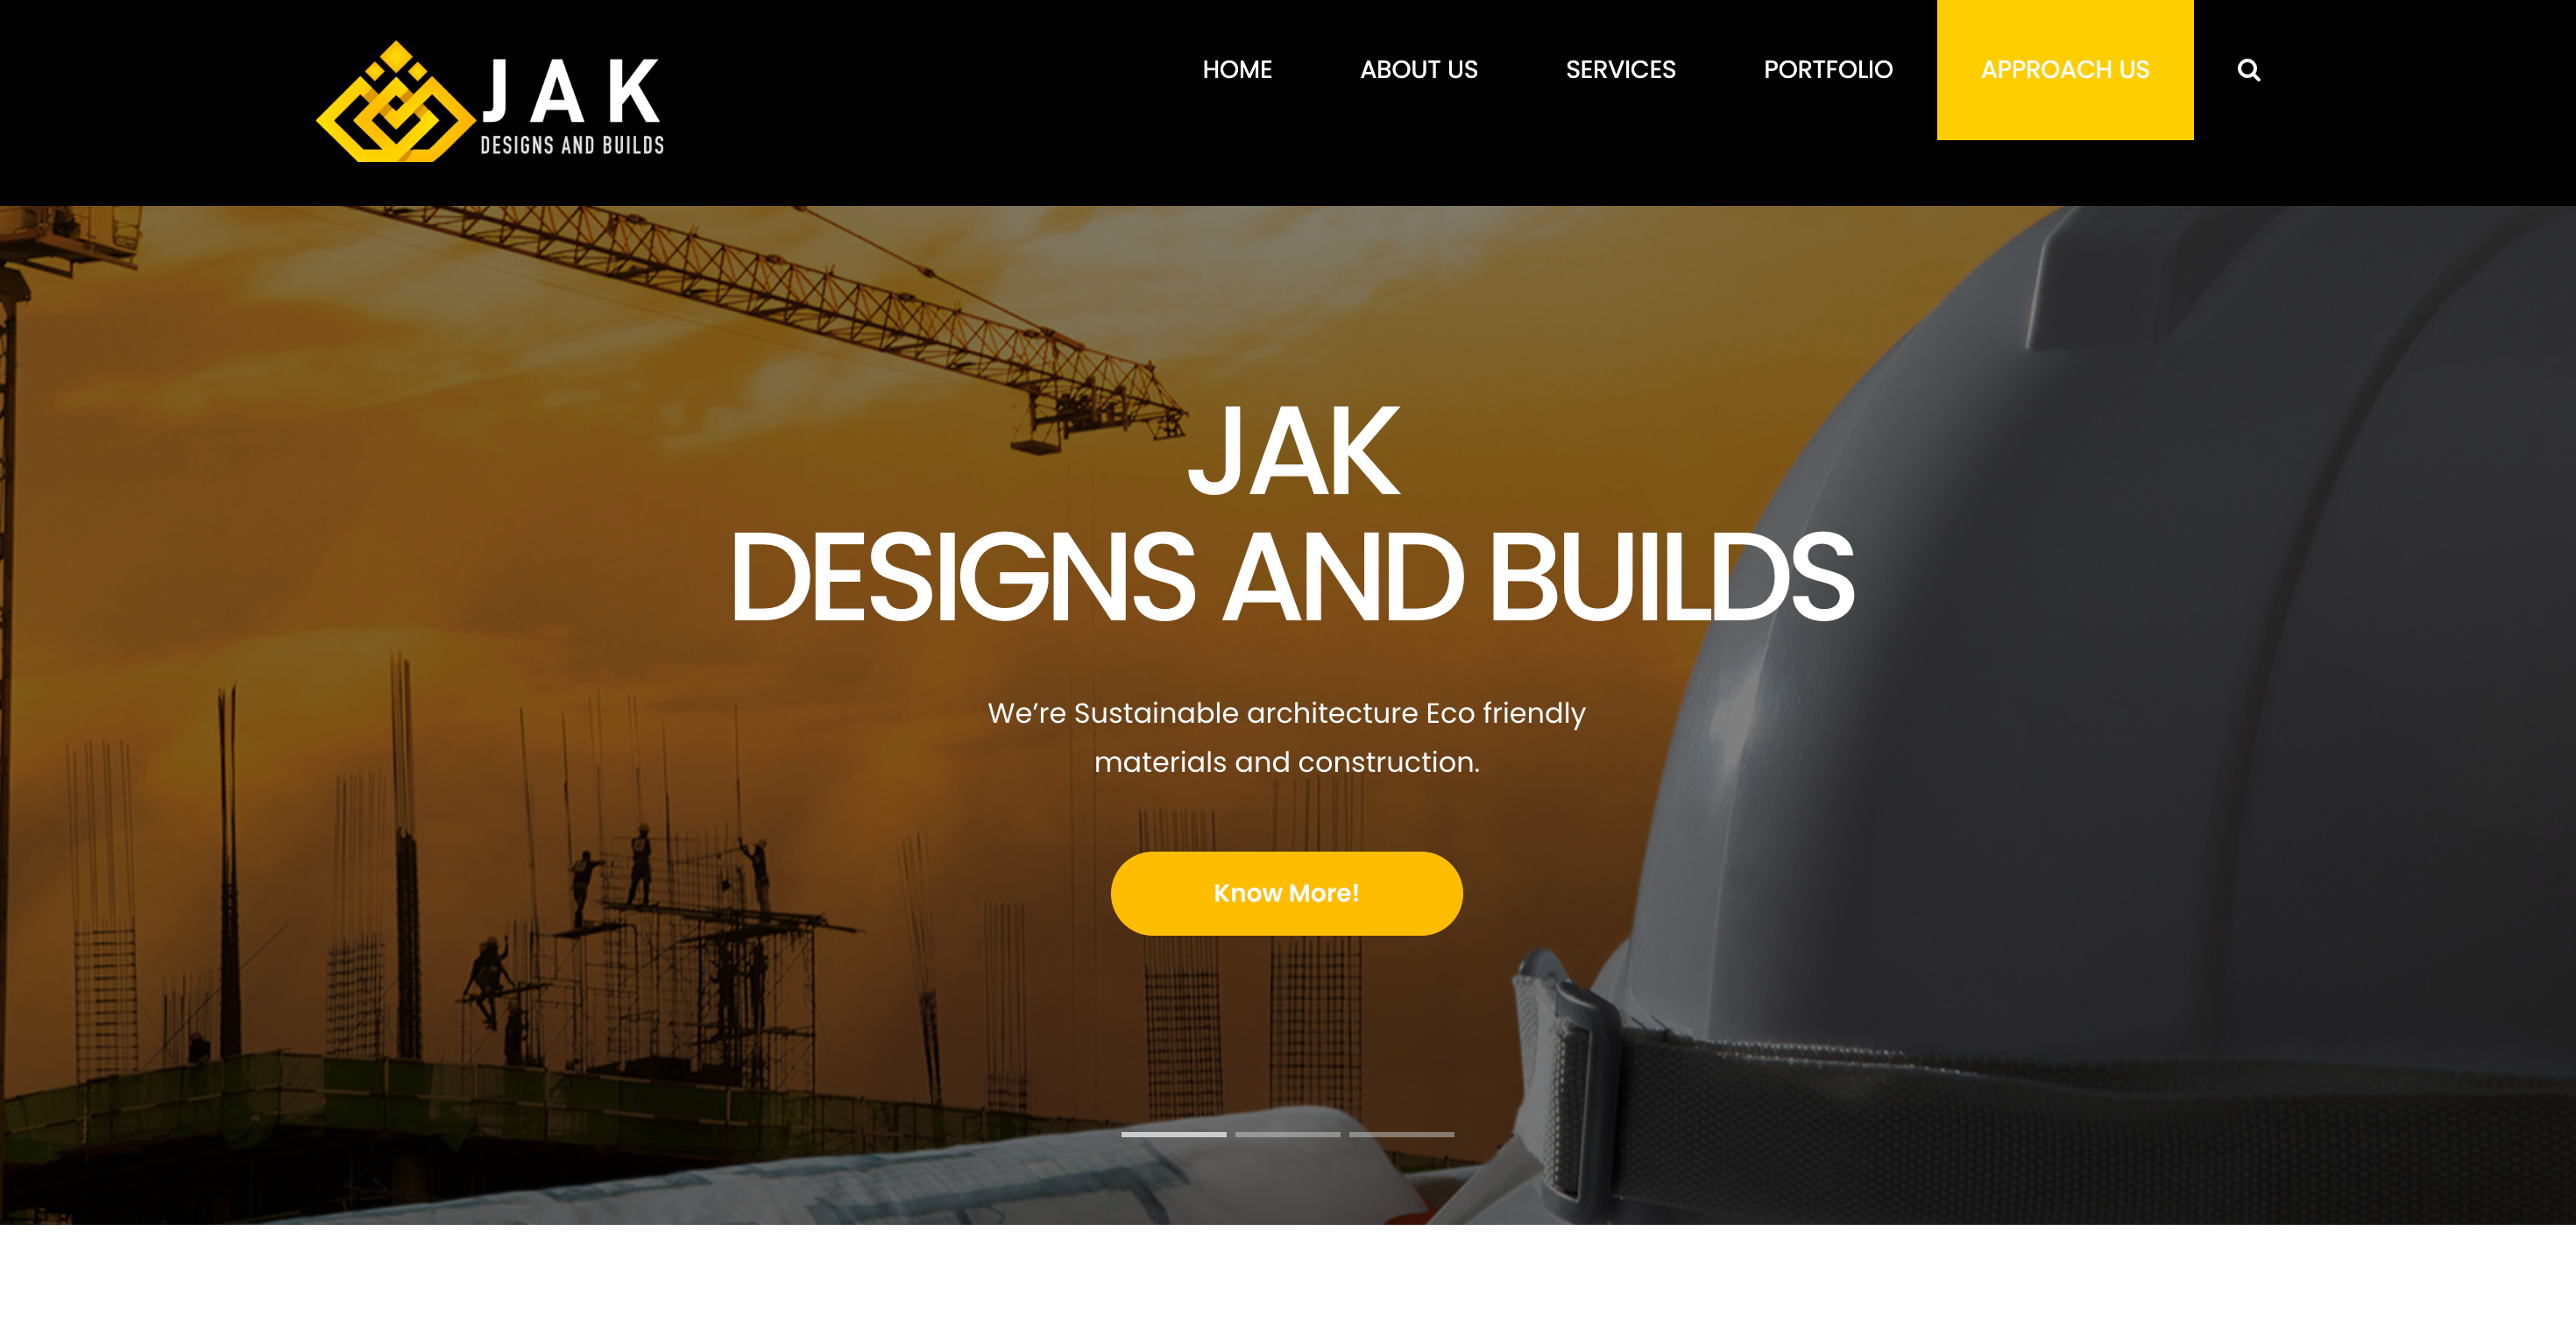 JAK
DESIGNS AND BUILDS
HOME
ABOUT US
SERVICES
PORTFOLIO
APPROACH US
JAK
DESIGNS AND BUILDS
We’re Sustainable architecture Eco friendly
materials and construction.
Know More!